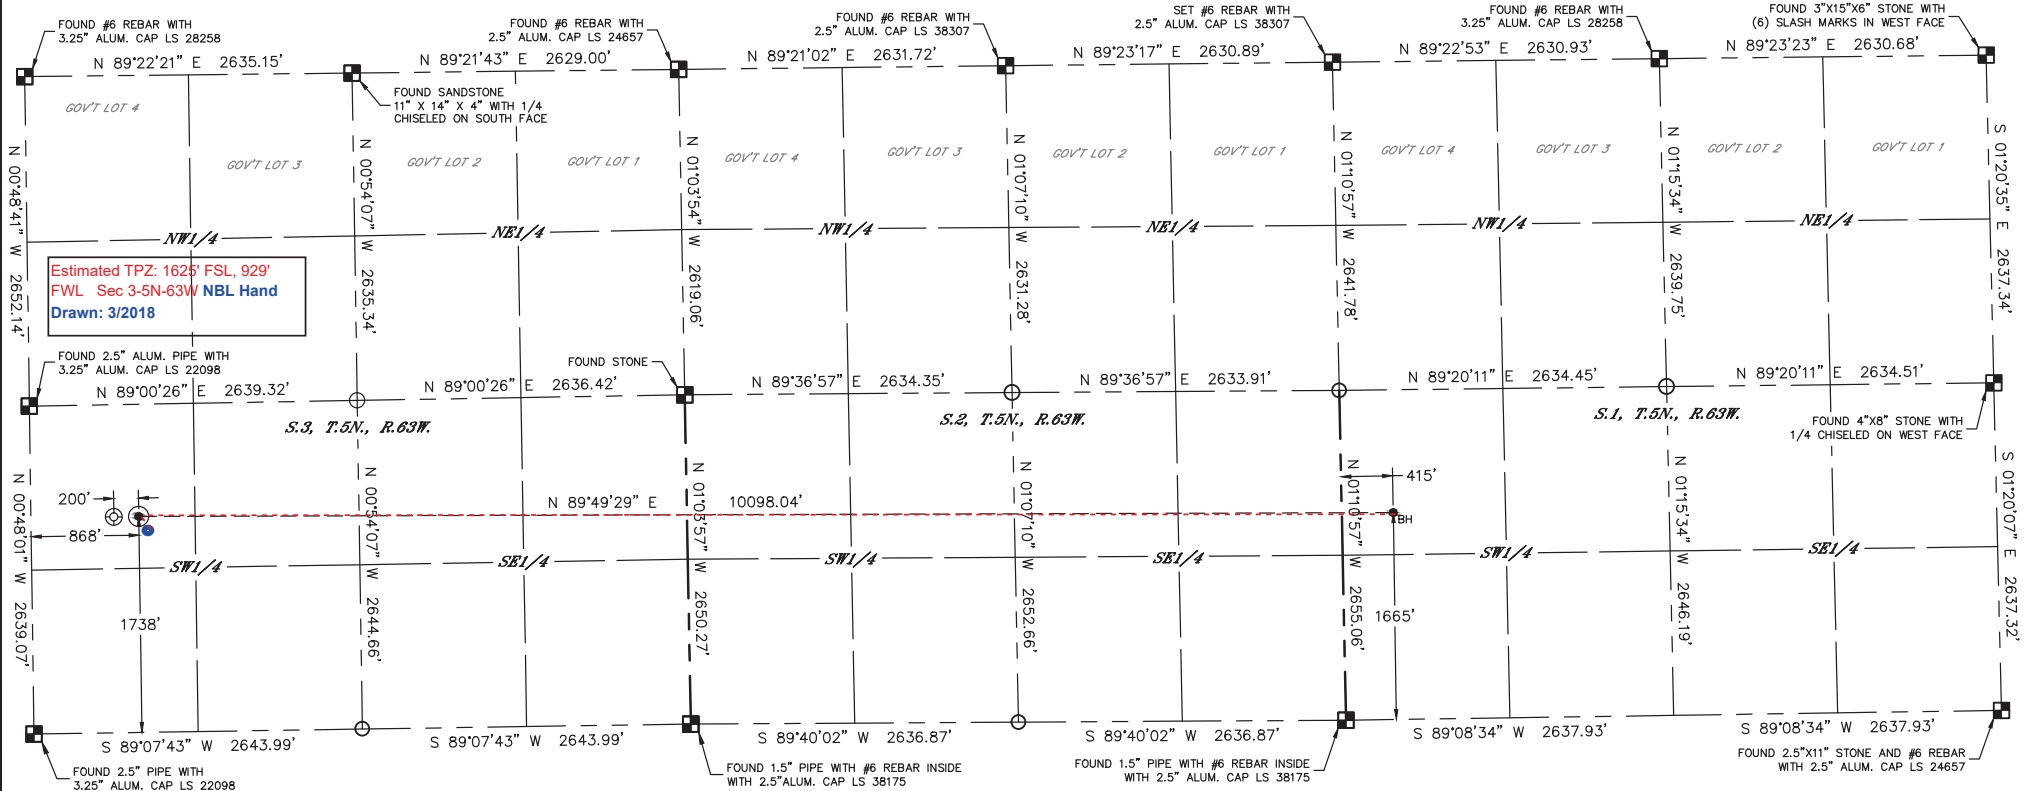 FOUND #6 REBAR WITH
3.25" ALUM. CAP LS 28258
FOUND #6 REBAR WITH
2.5" ALUM. CAP LS 24657
FOUND #6 REBAR WITH
2.5" ALUM. CAP LS 38307
SET #6 REBAR WITH
2.5" ALUM. CAP LS 38307
FOUND #6 REBAR WITH
3.25" ALUM. CAP LS 28258
FOUND 3"X15"X6" STONE WITH
(6) SLASH MARKS IN WEST FACE
N 89°22'21" E 2635.15'
N 89°21'43" E 2629.00'
N 89°21'02" E 2631.72'
N 89°23'17" E 2630.89'
N 89°22'53" E 2630.93'
N 89°23'23" E 2630.68'
FOUND SANDSTONE
11" X 14" X 4" WITH 1/4
CHISELED ON SOUTH FACE
GOV'T LOT 4
GOV'T LOT 3
GOV'T LOT 2
GOV'T LOT 1
GOV'T LOT 4
GOV'T LOT 3
GOV'T LOT 2
GOV'T LOT 1
GOV'T LOT 4
GOV'T LOT 3
GOV'T LOT 2
GOV'T LOT 1
N 00°48'41" W 2652.14'
N 00°54'07" W 2635.34'
N 01°03'54" W 2619.06'
N 01°07'10" W 2631.28'
N 01°10'57" W 2641.78'
N 01°15'34" W 2639.75'
S 01°20'35" E 2637.34'
NW1/4
NE1/4
NW1/4
NE1/4
NW1/4
NE1/4
Estimated TPZ: 1625' FSL, 929'
FWL Sec 3-5N-63W NBL Hand
Drawn: 3/2018
FOUND 2.5" ALUM. PIPE WITH
3.25" ALUM. CAP LS 22098
FOUND STONE
N 89°00'26" E 2639.32'
N 89°00'26" E 2636.42'
N 89°36'57" E 2634.35'
N 89°36'57" E 2633.91'
N 89°20'11" E 2634.45'
N 89°20'11" E 2634.51'
S.3, T.5N., R.63W.
S.2, T.5N., R.63W.
S.1, T.5N., R.63W.
FOUND 4"X8" STONE WITH
1/4 CHISELED ON WEST FACE
N 00°48'01" W 2639.07'
N 00°54'07" W 2644.66'
N 01°03'57" W 2650.27'
N 01°07'10" W 2652.66'
N 01°10'57" W 2655.06'
N 01°15'34" W 2646.19'
S 01°20'07" E 2637.32'
200'
868'
1738'
N 89°49'29" E 10098.04'
415'
BH
1665'
SW1/4
SE1/4
SW1/4
SE1/4
SW1/4
SE1/4
S 89°07'43" W 2643.99'
S 89°07'43" W 2643.99'
S 89°40'02" W 2636.87'
S 89°40'02" W 2636.87'
S 89°08'34" W 2637.93'
S 89°08'34" W 2637.93'
FOUND 2.5" PIPE WITH
3.25" ALUM. CAP LS 22098
FOUND 1.5" PIPE WITH #6 REBAR INSIDE
WITH 2.5"ALUM. CAP LS 38175
FOUND 1.5" PIPE WITH #6 REBAR INSIDE
WITH 2.5" ALUM. CAP LS 38175
FOUND 2.5"X11" STONE AND #6 REBAR
WITH 2.5" ALUM. CAP LS 24657